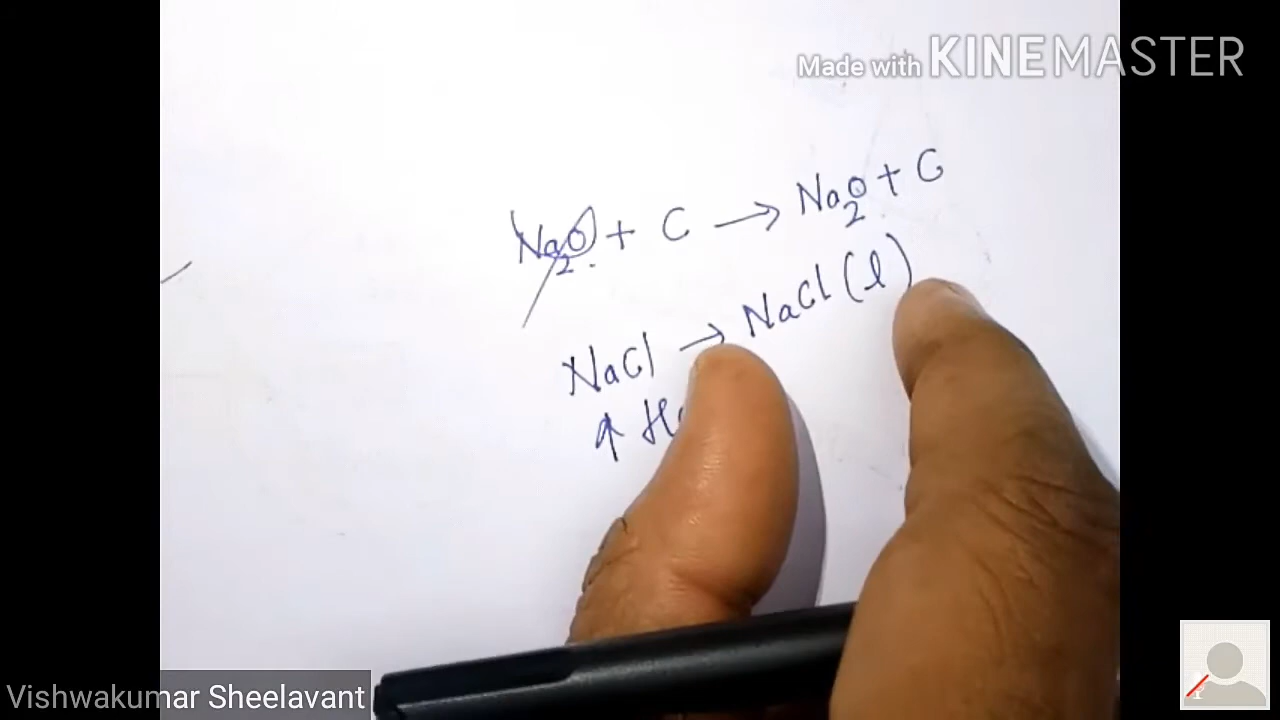 Made with KINEMASTER
Na2O + C → Na2O + C
NaCl → NaCl (l)
↑
Vishwakumar Sheelavant